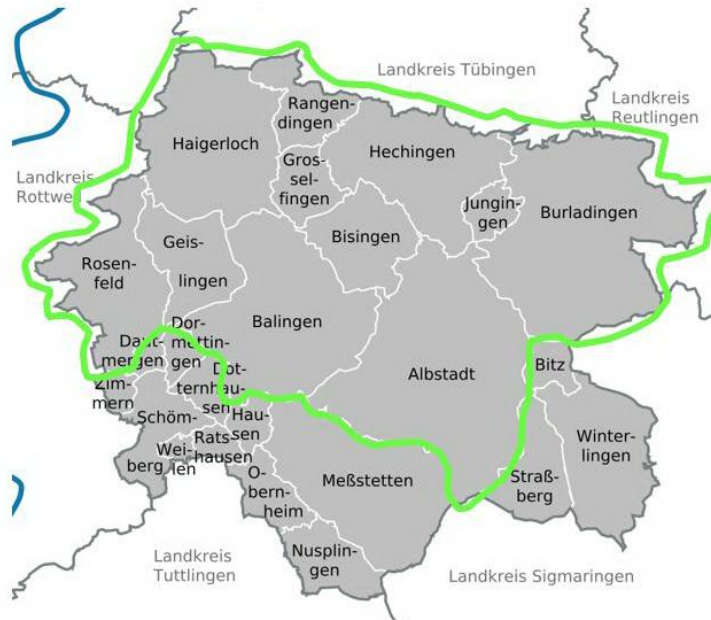 Landkreis Tübingen
Landkreis
Reutlingen
Landkreis
Rottweil
Rangen-
dingen
Haigerloch
Hechingen
Gros-
sel-
fingen
Jungin-
gen
Burladingen
Bisingen
Geis-
lingen
Rosen-
feld
Balingen
Dor-
mettin-
gen
Daut-
mergen
Dot-
ternhau-
sen
Albstadt
Bitz
Zim-
mern
Schöm-
berg
Hau-
sen
Rats-
hausen
Wei-
len
Winter-
lingen
Straß-
berg
Meßstetten
O-
bernh-
heim
Nusplin-
gen
Landkreis
Tuttlingen
Landkreis Sigmaringen